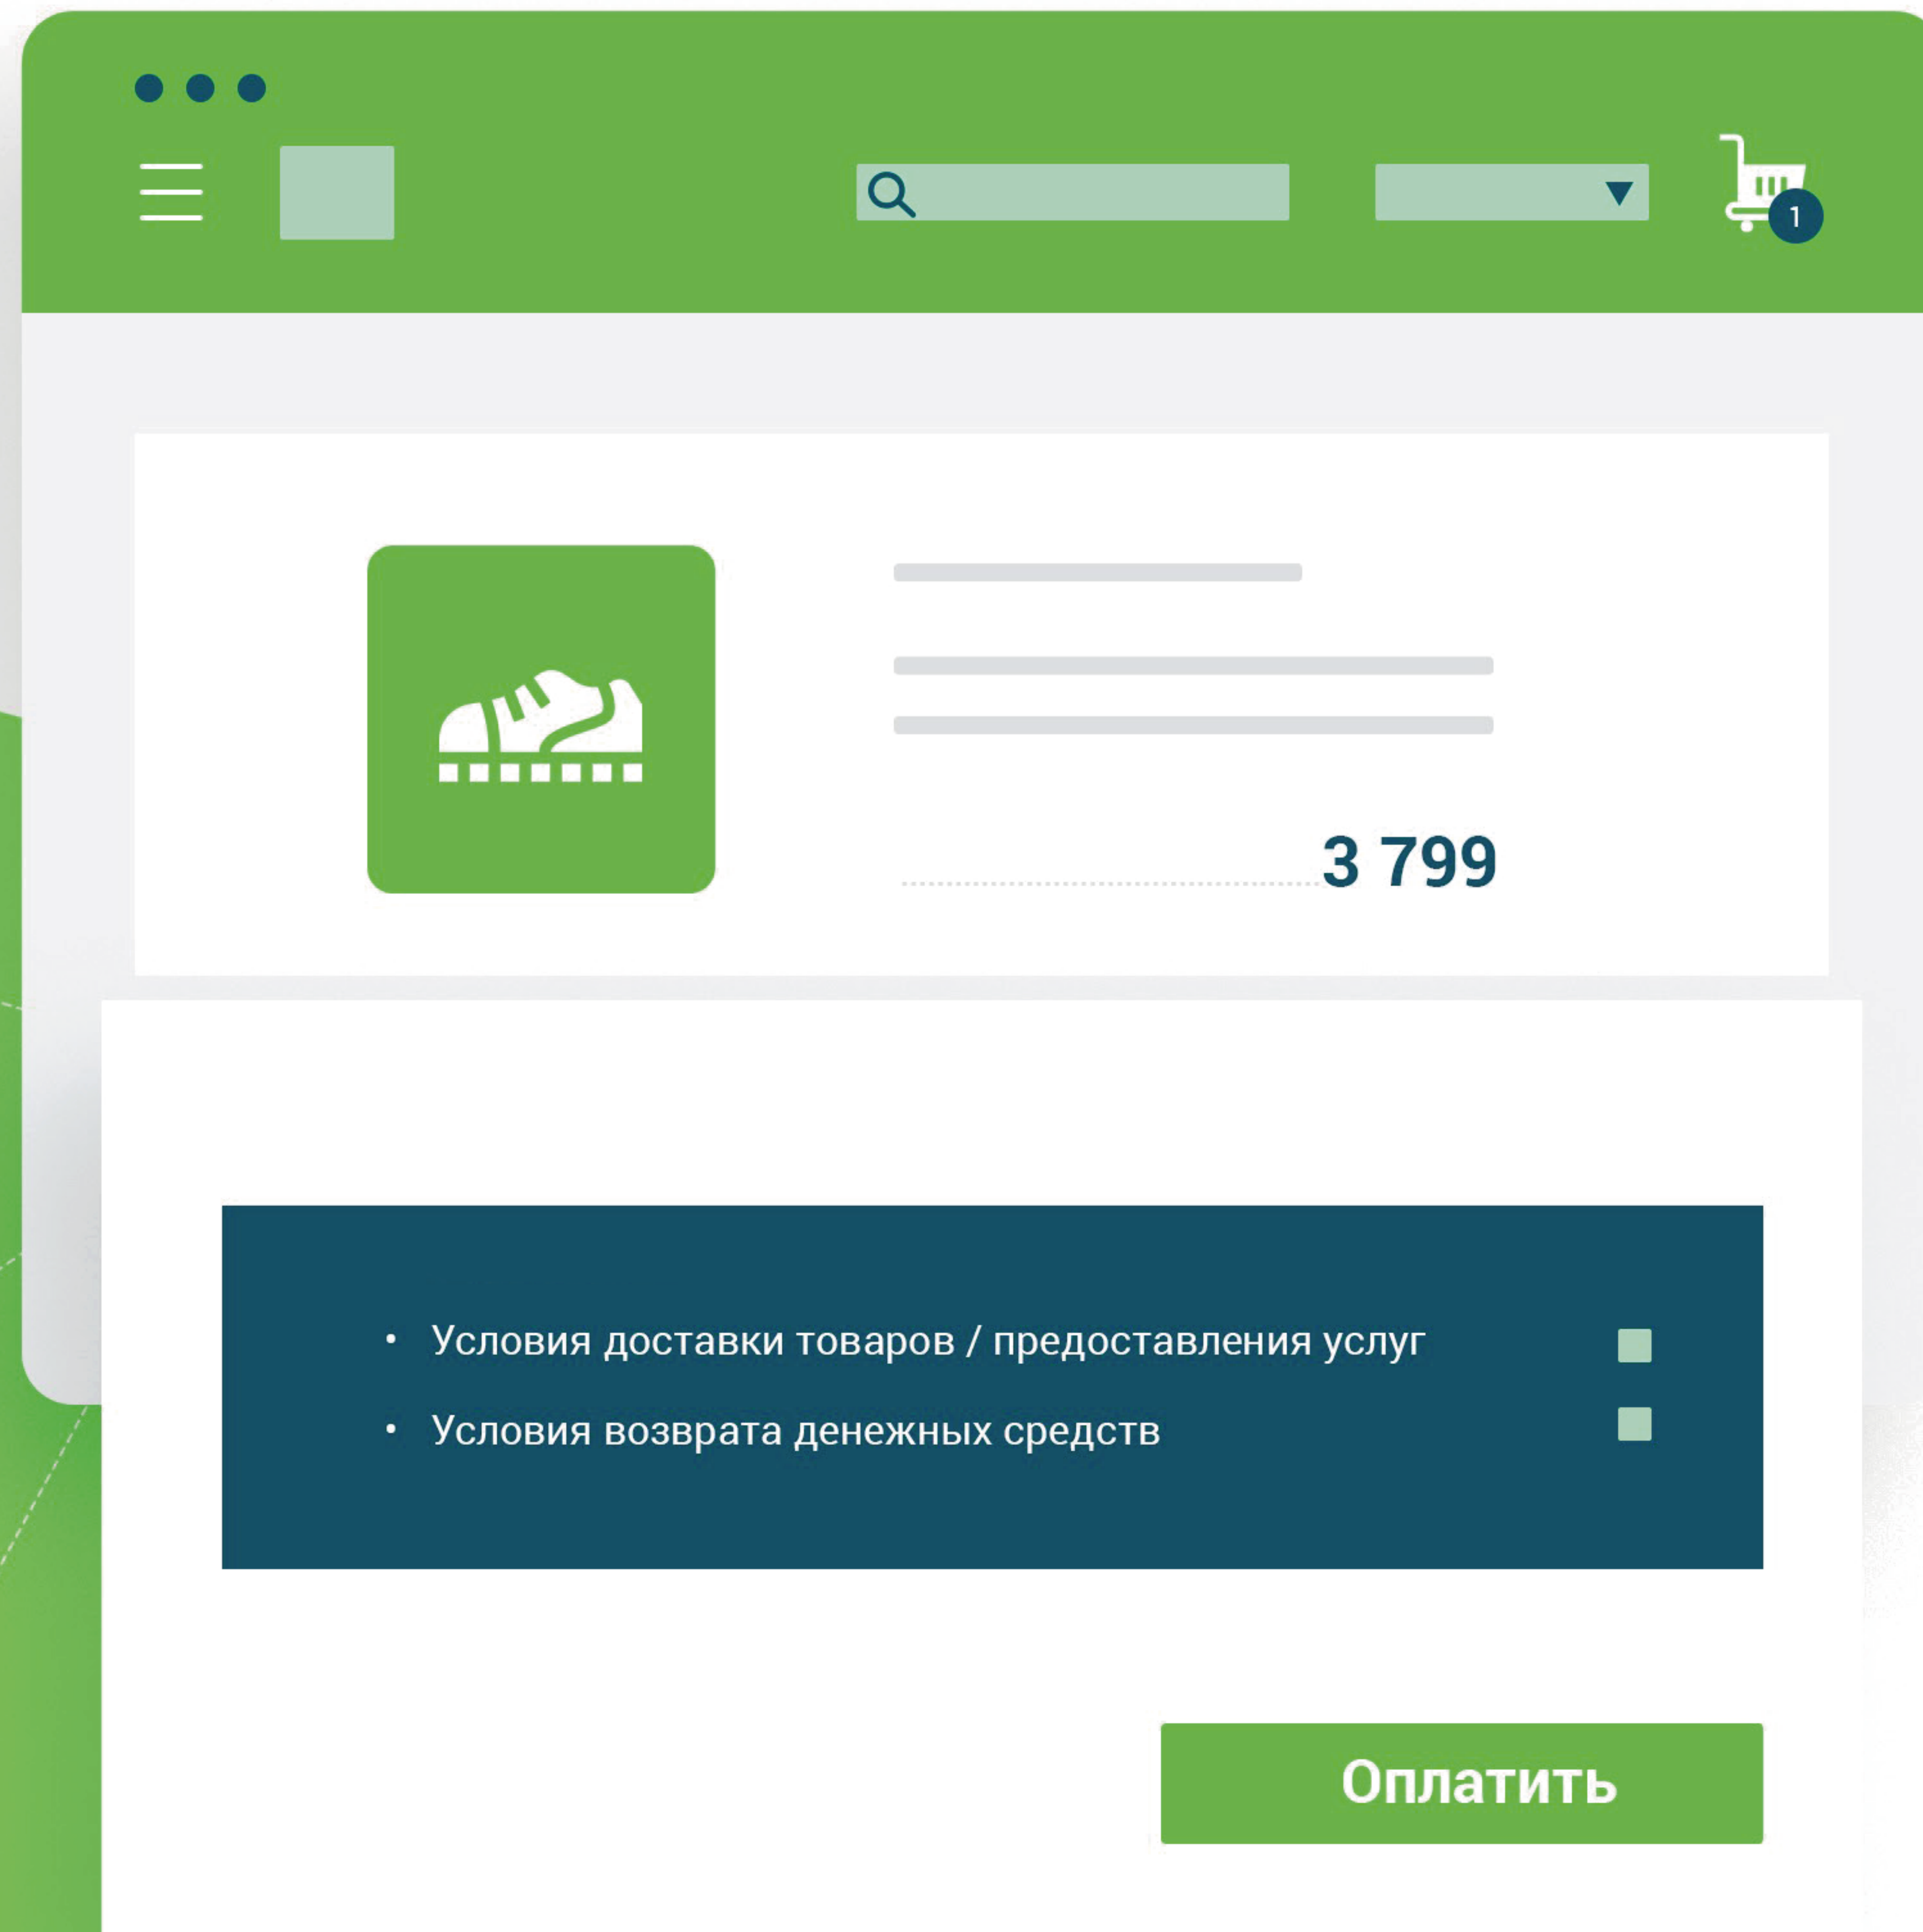 1
3 799
• Условия доставки товаров / предоставления услуг
• Условия возврата денежных средств
Оплатить